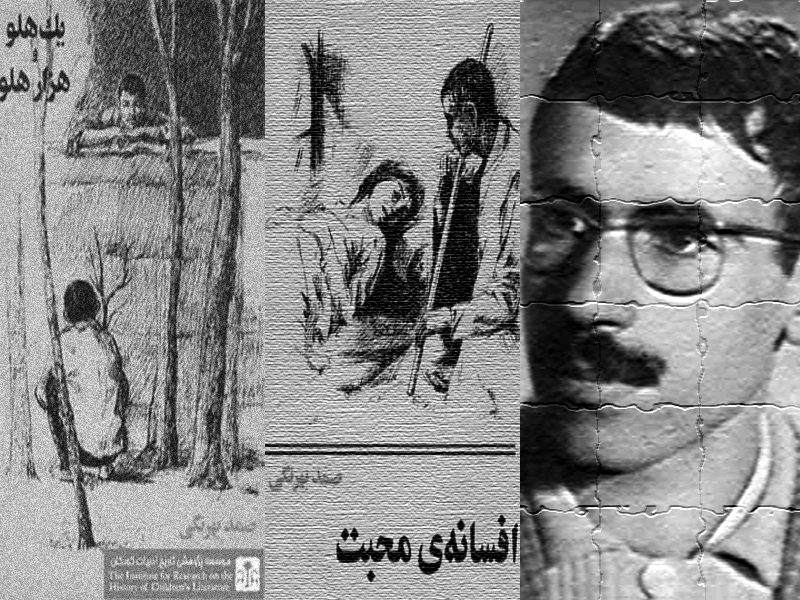 يك هلو
و
هزار هلو
صمد بهرنگی
موسسه پژوهشی تاریخ ادبیات کودکان
The Institute for Research on the
History of Children's Literature
صمد بهرنگی
افسانه‌ی محبت